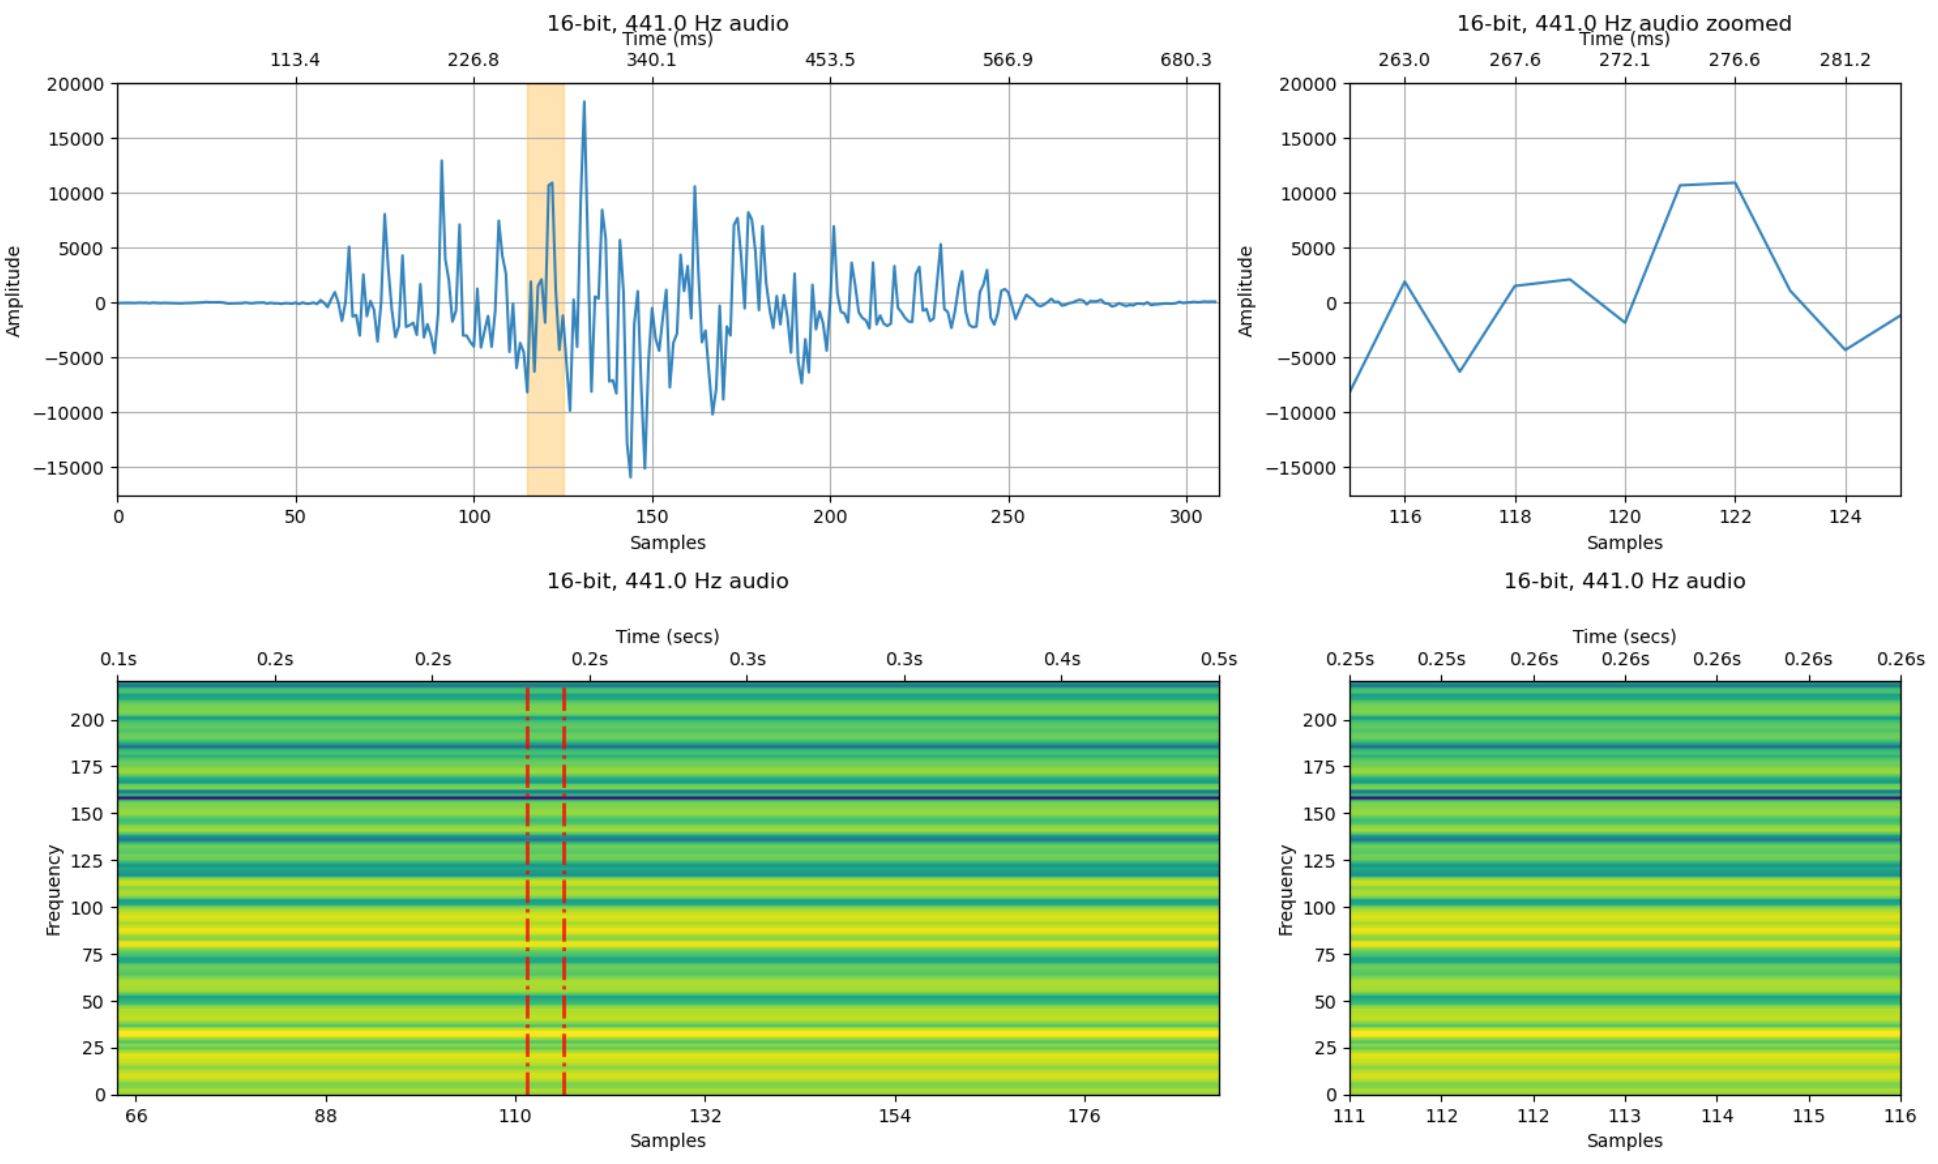 16-bit, 441.0 Hz audio
Time (ms)
113.4 226.8 340.1 453.5 566.9 680.3
20000
15000
10000
5000
0
−5000
−10000
−15000
Amplitude
0 50 100 150 200 250 300
Samples
16-bit, 441.0 Hz audio zoomed
Time (ms)
263.0 267.6 272.1 276.6 281.2
20000
15000
10000
5000
0
−5000
−10000
−15000
Amplitude
116 118 120 122 124
Samples
16-bit, 441.0 Hz audio
Time (secs)
0.1s 0.2s 0.2s 0.2s 0.3s 0.3s 0.4s 0.5s
200
175
150
125
100
75
50
25
0
Frequency
66 88 110 132 154 176
Samples
16-bit, 441.0 Hz audio
Time (secs)
0.25s 0.25s 0.26s 0.26s 0.26s 0.26s 0.26s
200
175
150
125
100
75
50
25
0
Frequency
111 112 112 113 114 115 116
Samples